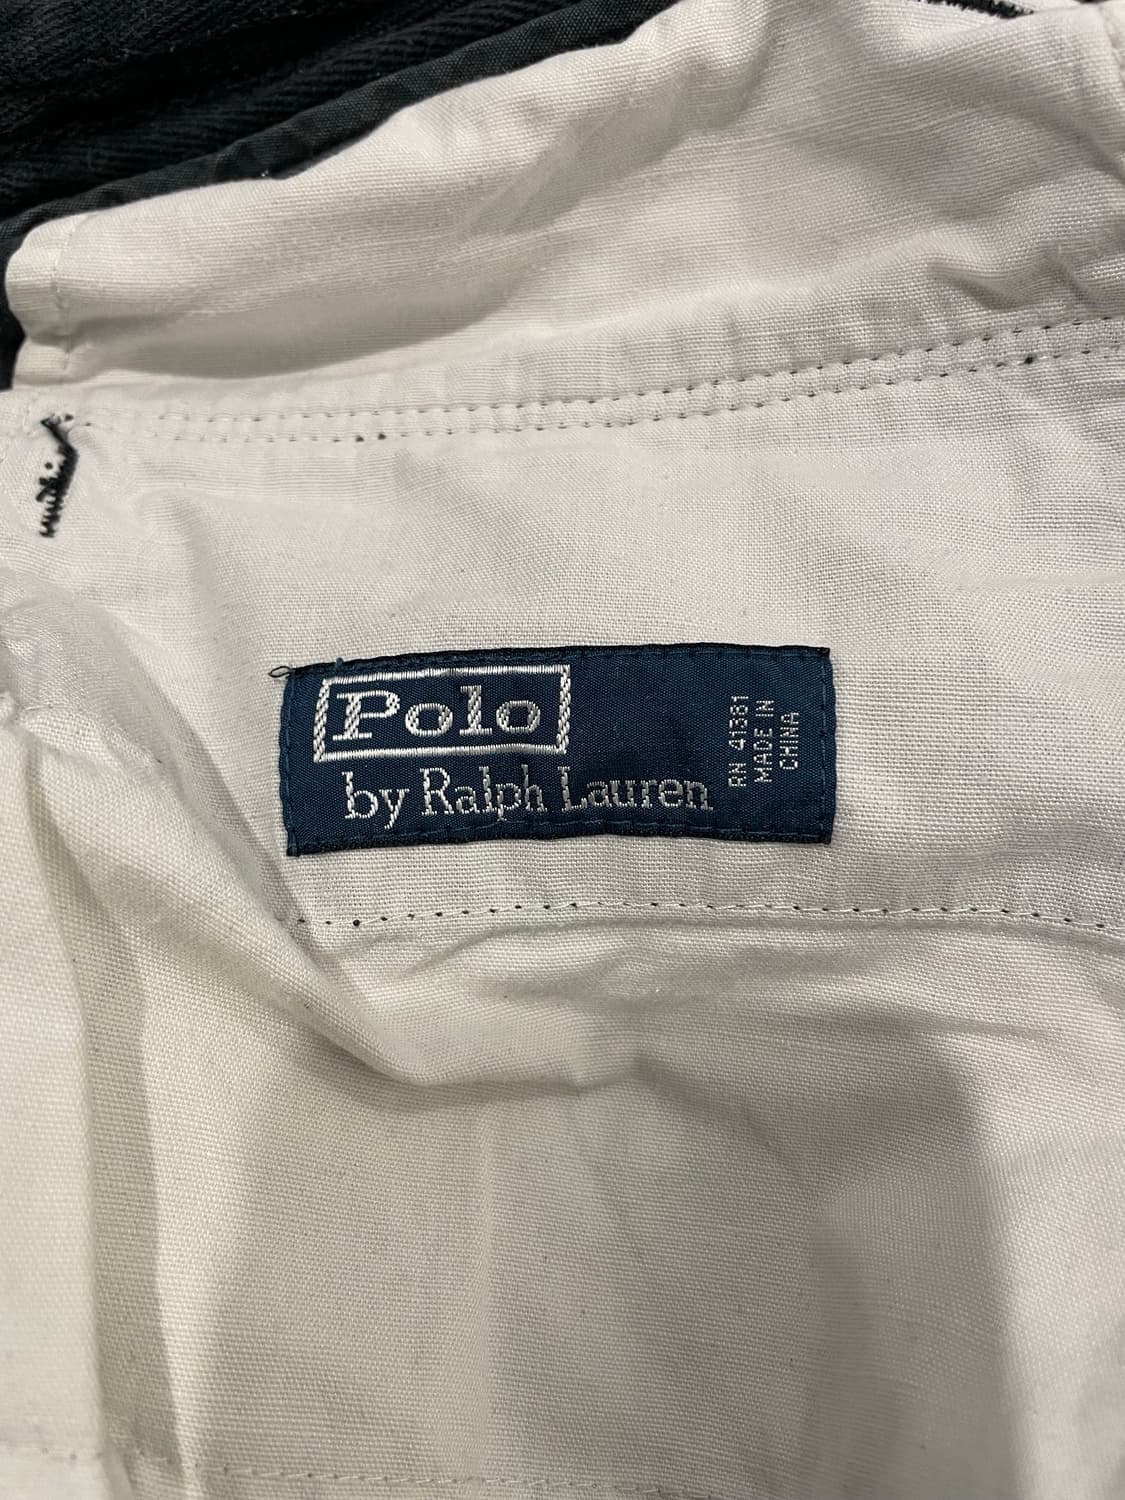 Polo
by Ralph Lauren
RN 41381
MADE IN
CHINA